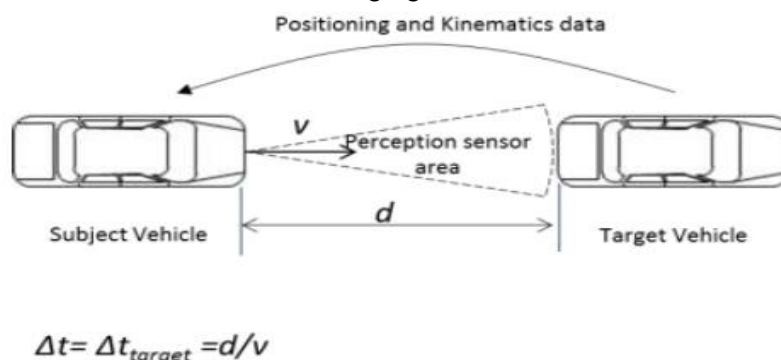 Positioning and Kinematics data
v
Perception sensor
area
d
Subject Vehicle
Target Vehicle
Δt= Δt_target =d/v